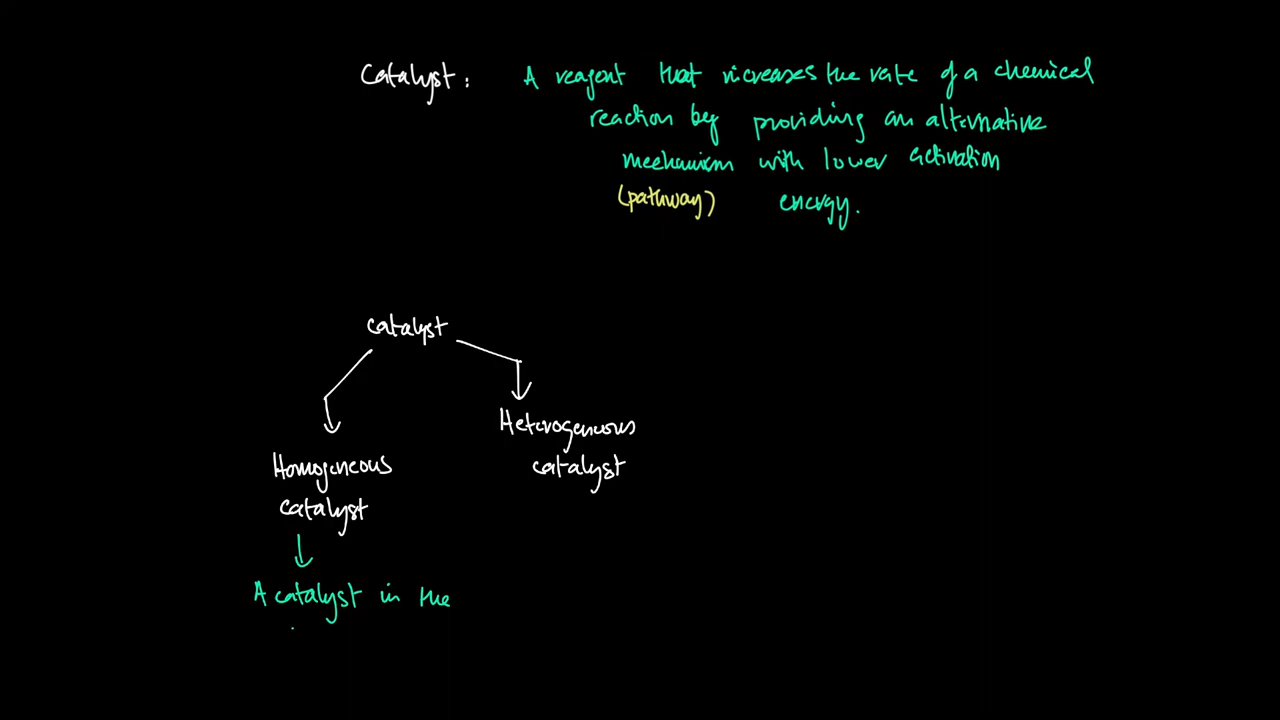 Catalyst: A reagent that increases the rate of a chemical
reaction by providing an alternative
mechanism with lower activation
(pathway) energy.
catalyst
Heterogeneous
catalyst
Homogeneous
catalyst
A catalyst in the